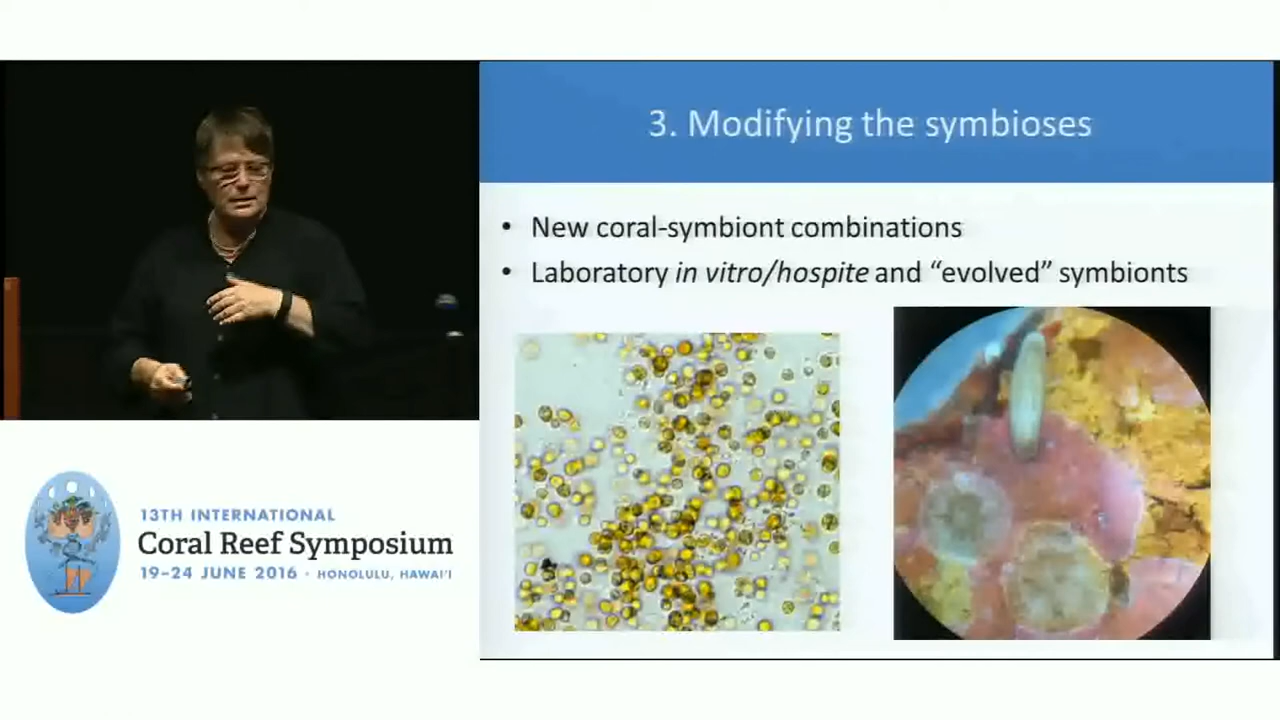 3. Modifying the symbioses
• New coral-symbiont combinations
• Laboratory in vitro/hospite and “evolved” symbionts
13TH INTERNATIONAL
Coral Reef Symposium
19–24 JUNE 2016 · HONOLULU, HAWAI‘I